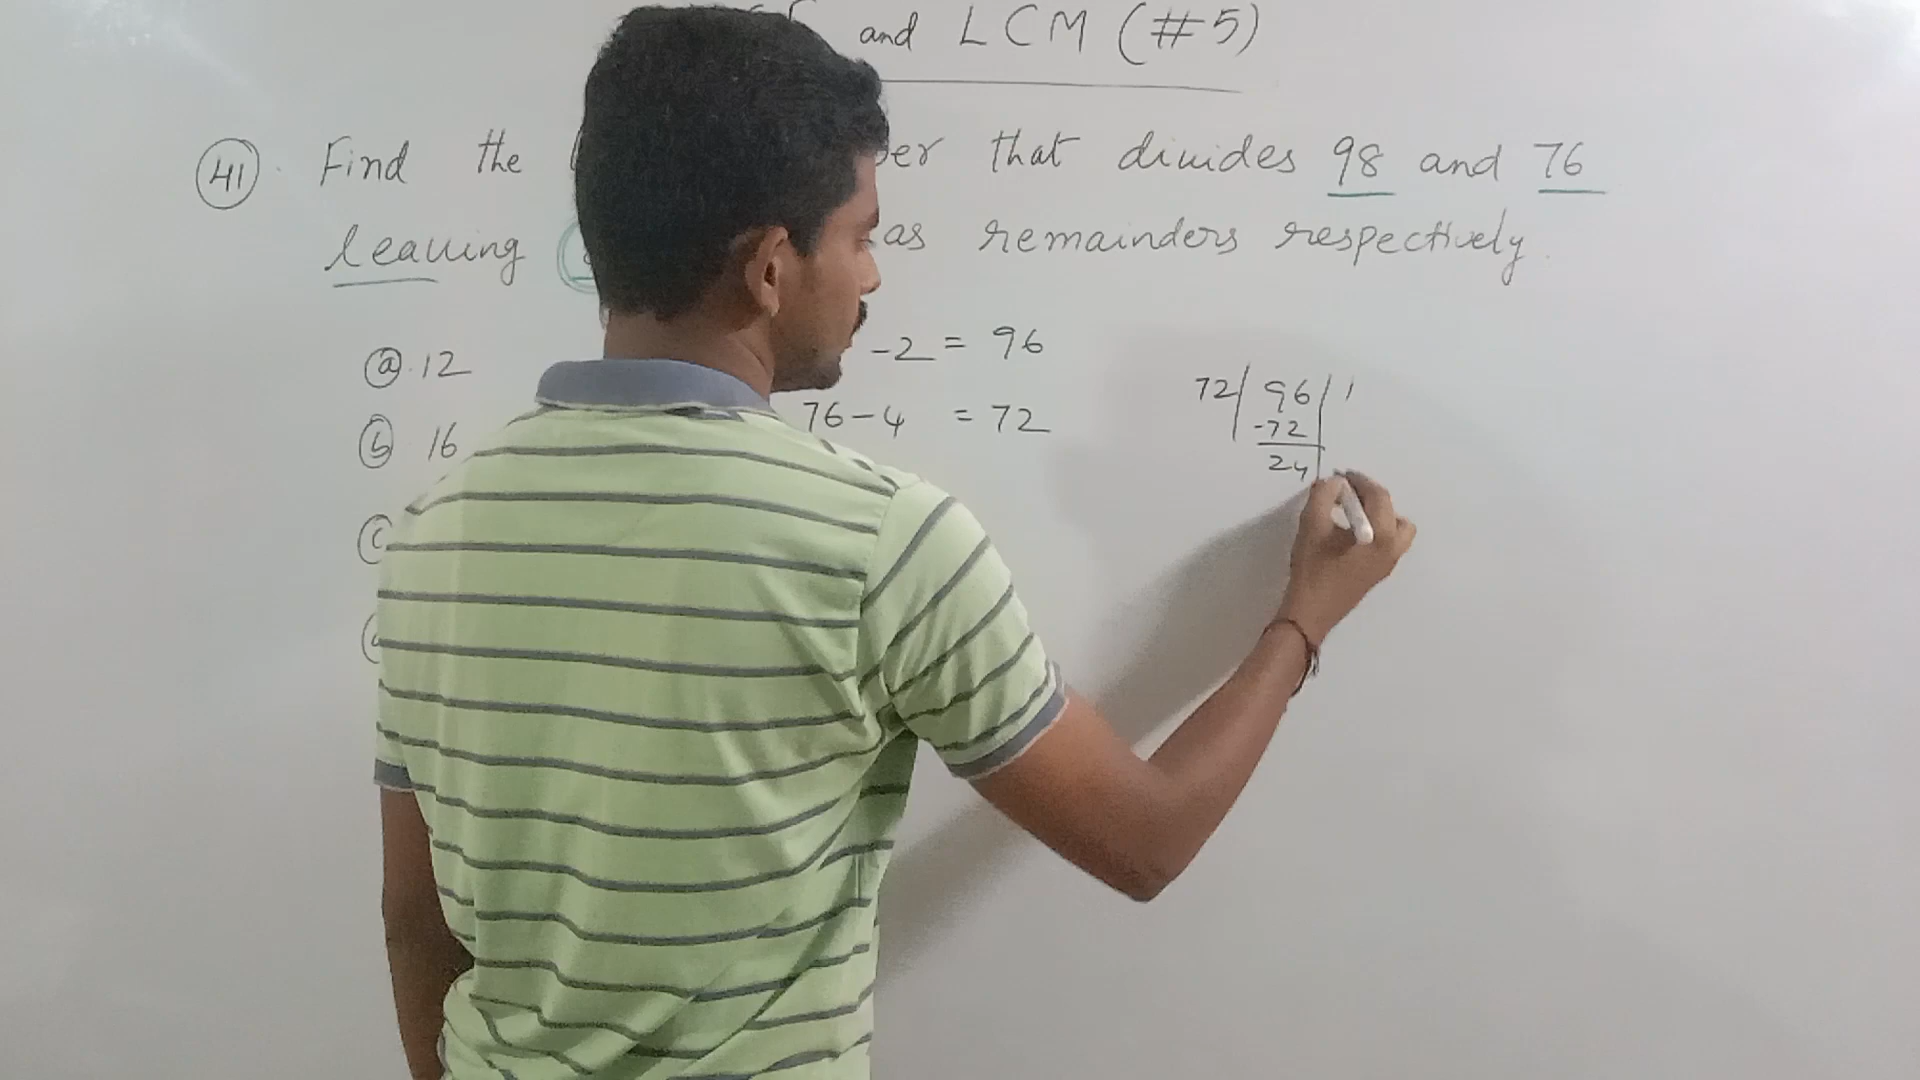 and LCM (#5)
41. Find the er that divides 98 and 76
leaving as remainders respectively.
a. 12
-2 = 96
76-4 = 72
b 16
c
72 96 1
-72
24